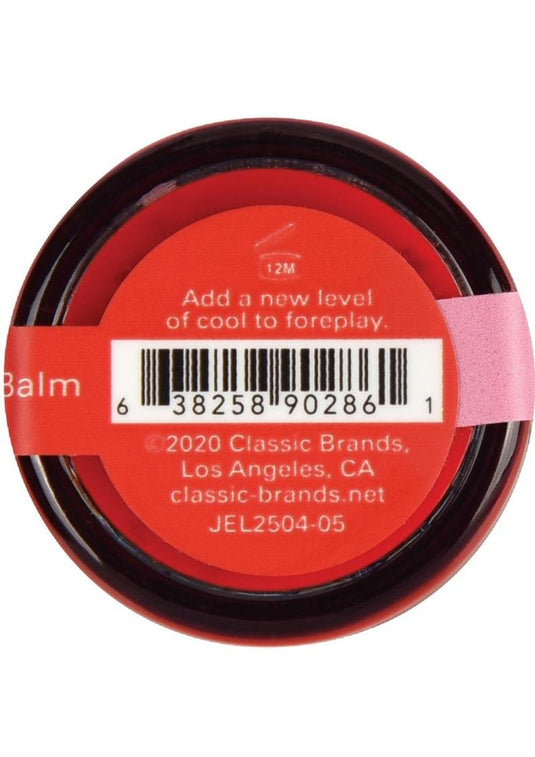 12M
Add a new level
of cool to foreplay.
Balm
6 38258 90286 1
©2020 Classic Brands,
Los Angeles, CA
classic-brands.net
JEL2504-05